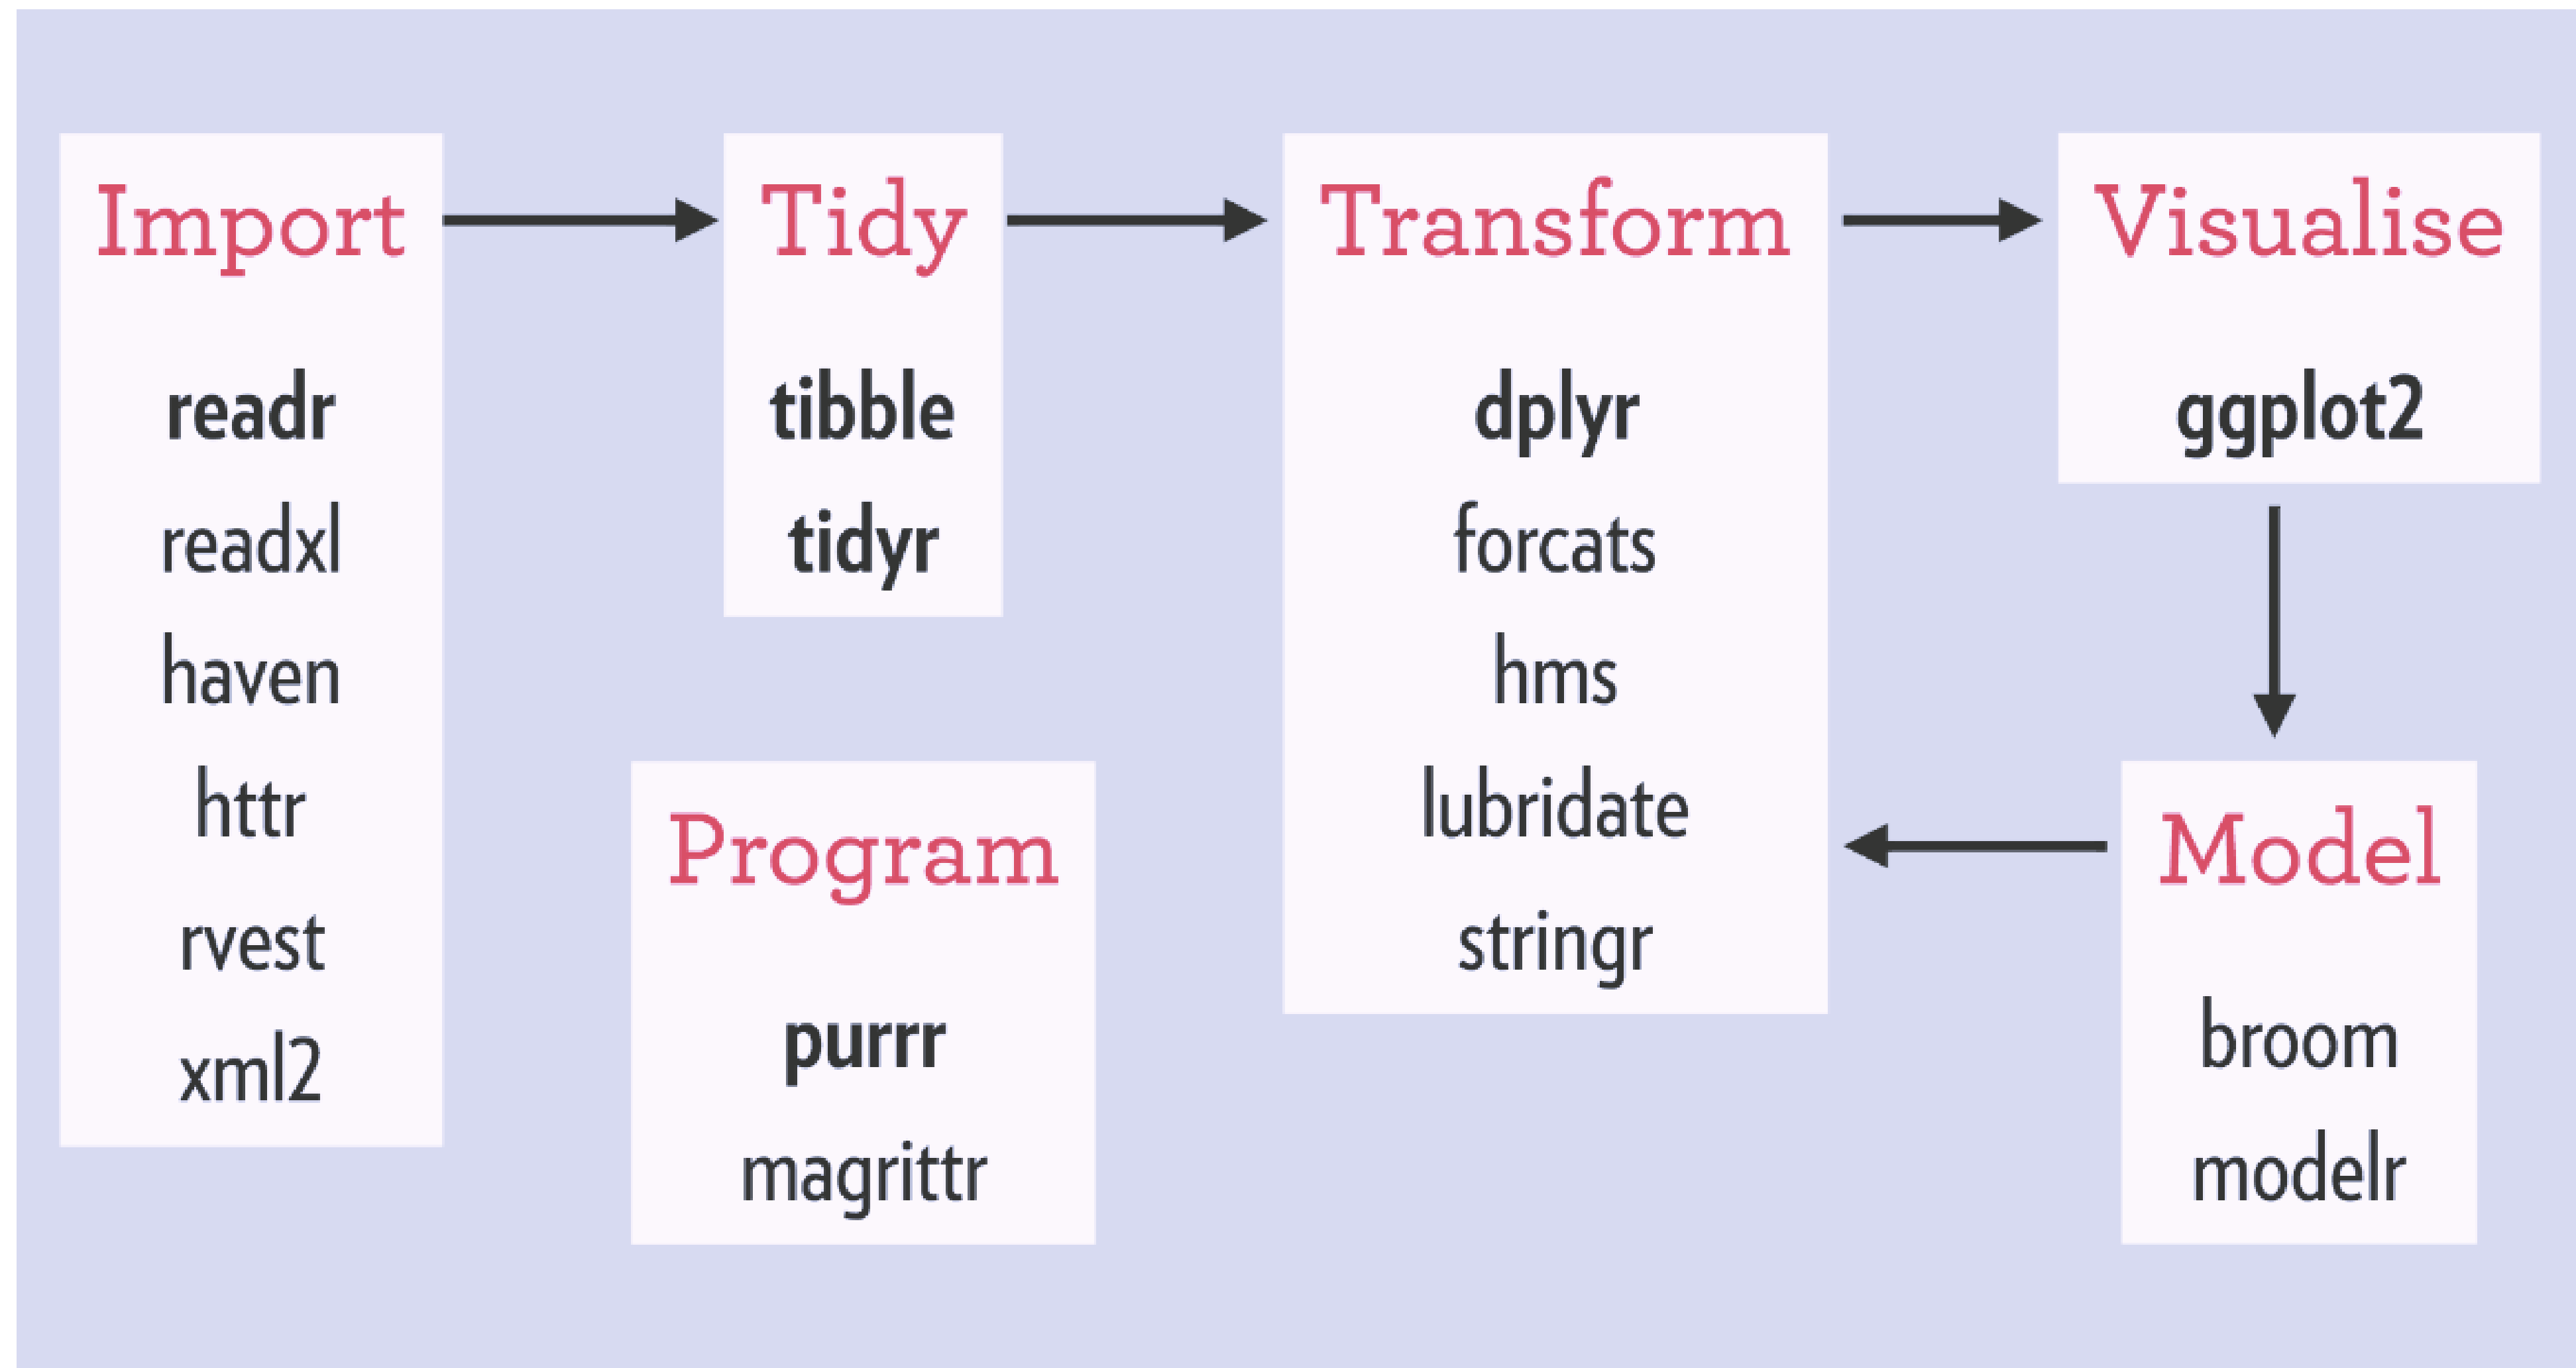 Import
readr
readxl
haven
httr
rvest
xml2
Tidy
tibble
tidyr
Program
purrr
magrittr
Transform
dplyr
forcats
hms
lubridate
stringr
Visualise
ggplot2
Model
broom
modelr